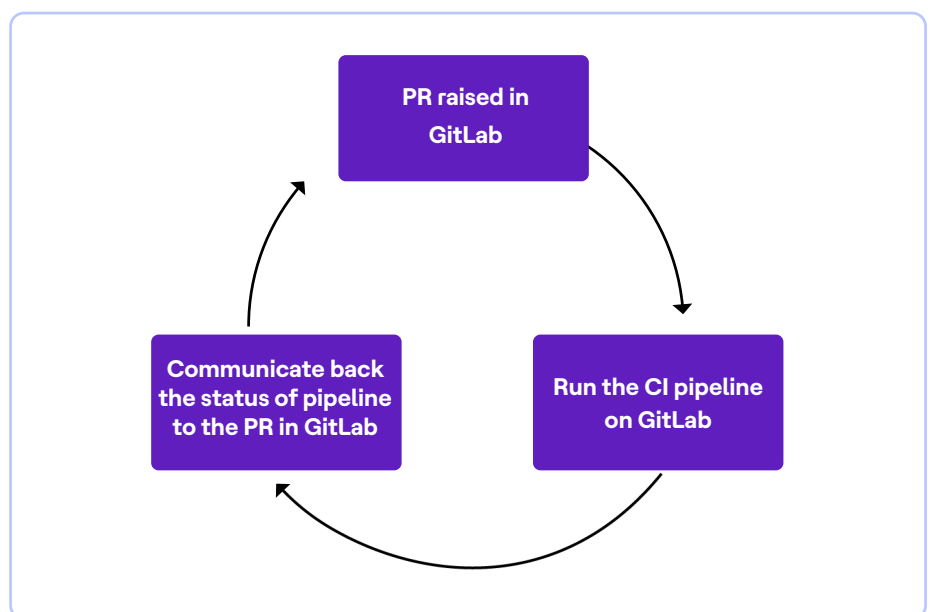 PR raised in
GitLab
Run the CI pipeline
on GitLab
Communicate back
the status of pipeline
to the PR in GitLab